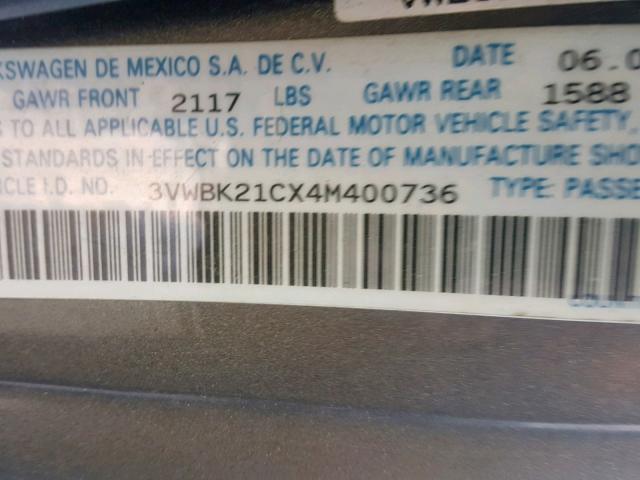 KSWAGEN DE MEXICO S.A. DE C.V. DATE 06.0
GAWR FRONT 2117 LBS GAWR REAR 1588
S TO ALL APPLICABLE U.S. FEDERAL MOTOR VEHICLE SAFETY,
STANDARDS IN EFFECT ON THE DATE OF MANUFACTURE SHO
ICLE I.D. NO. 3VWBK21CX4M400736 TYPE: PASSE